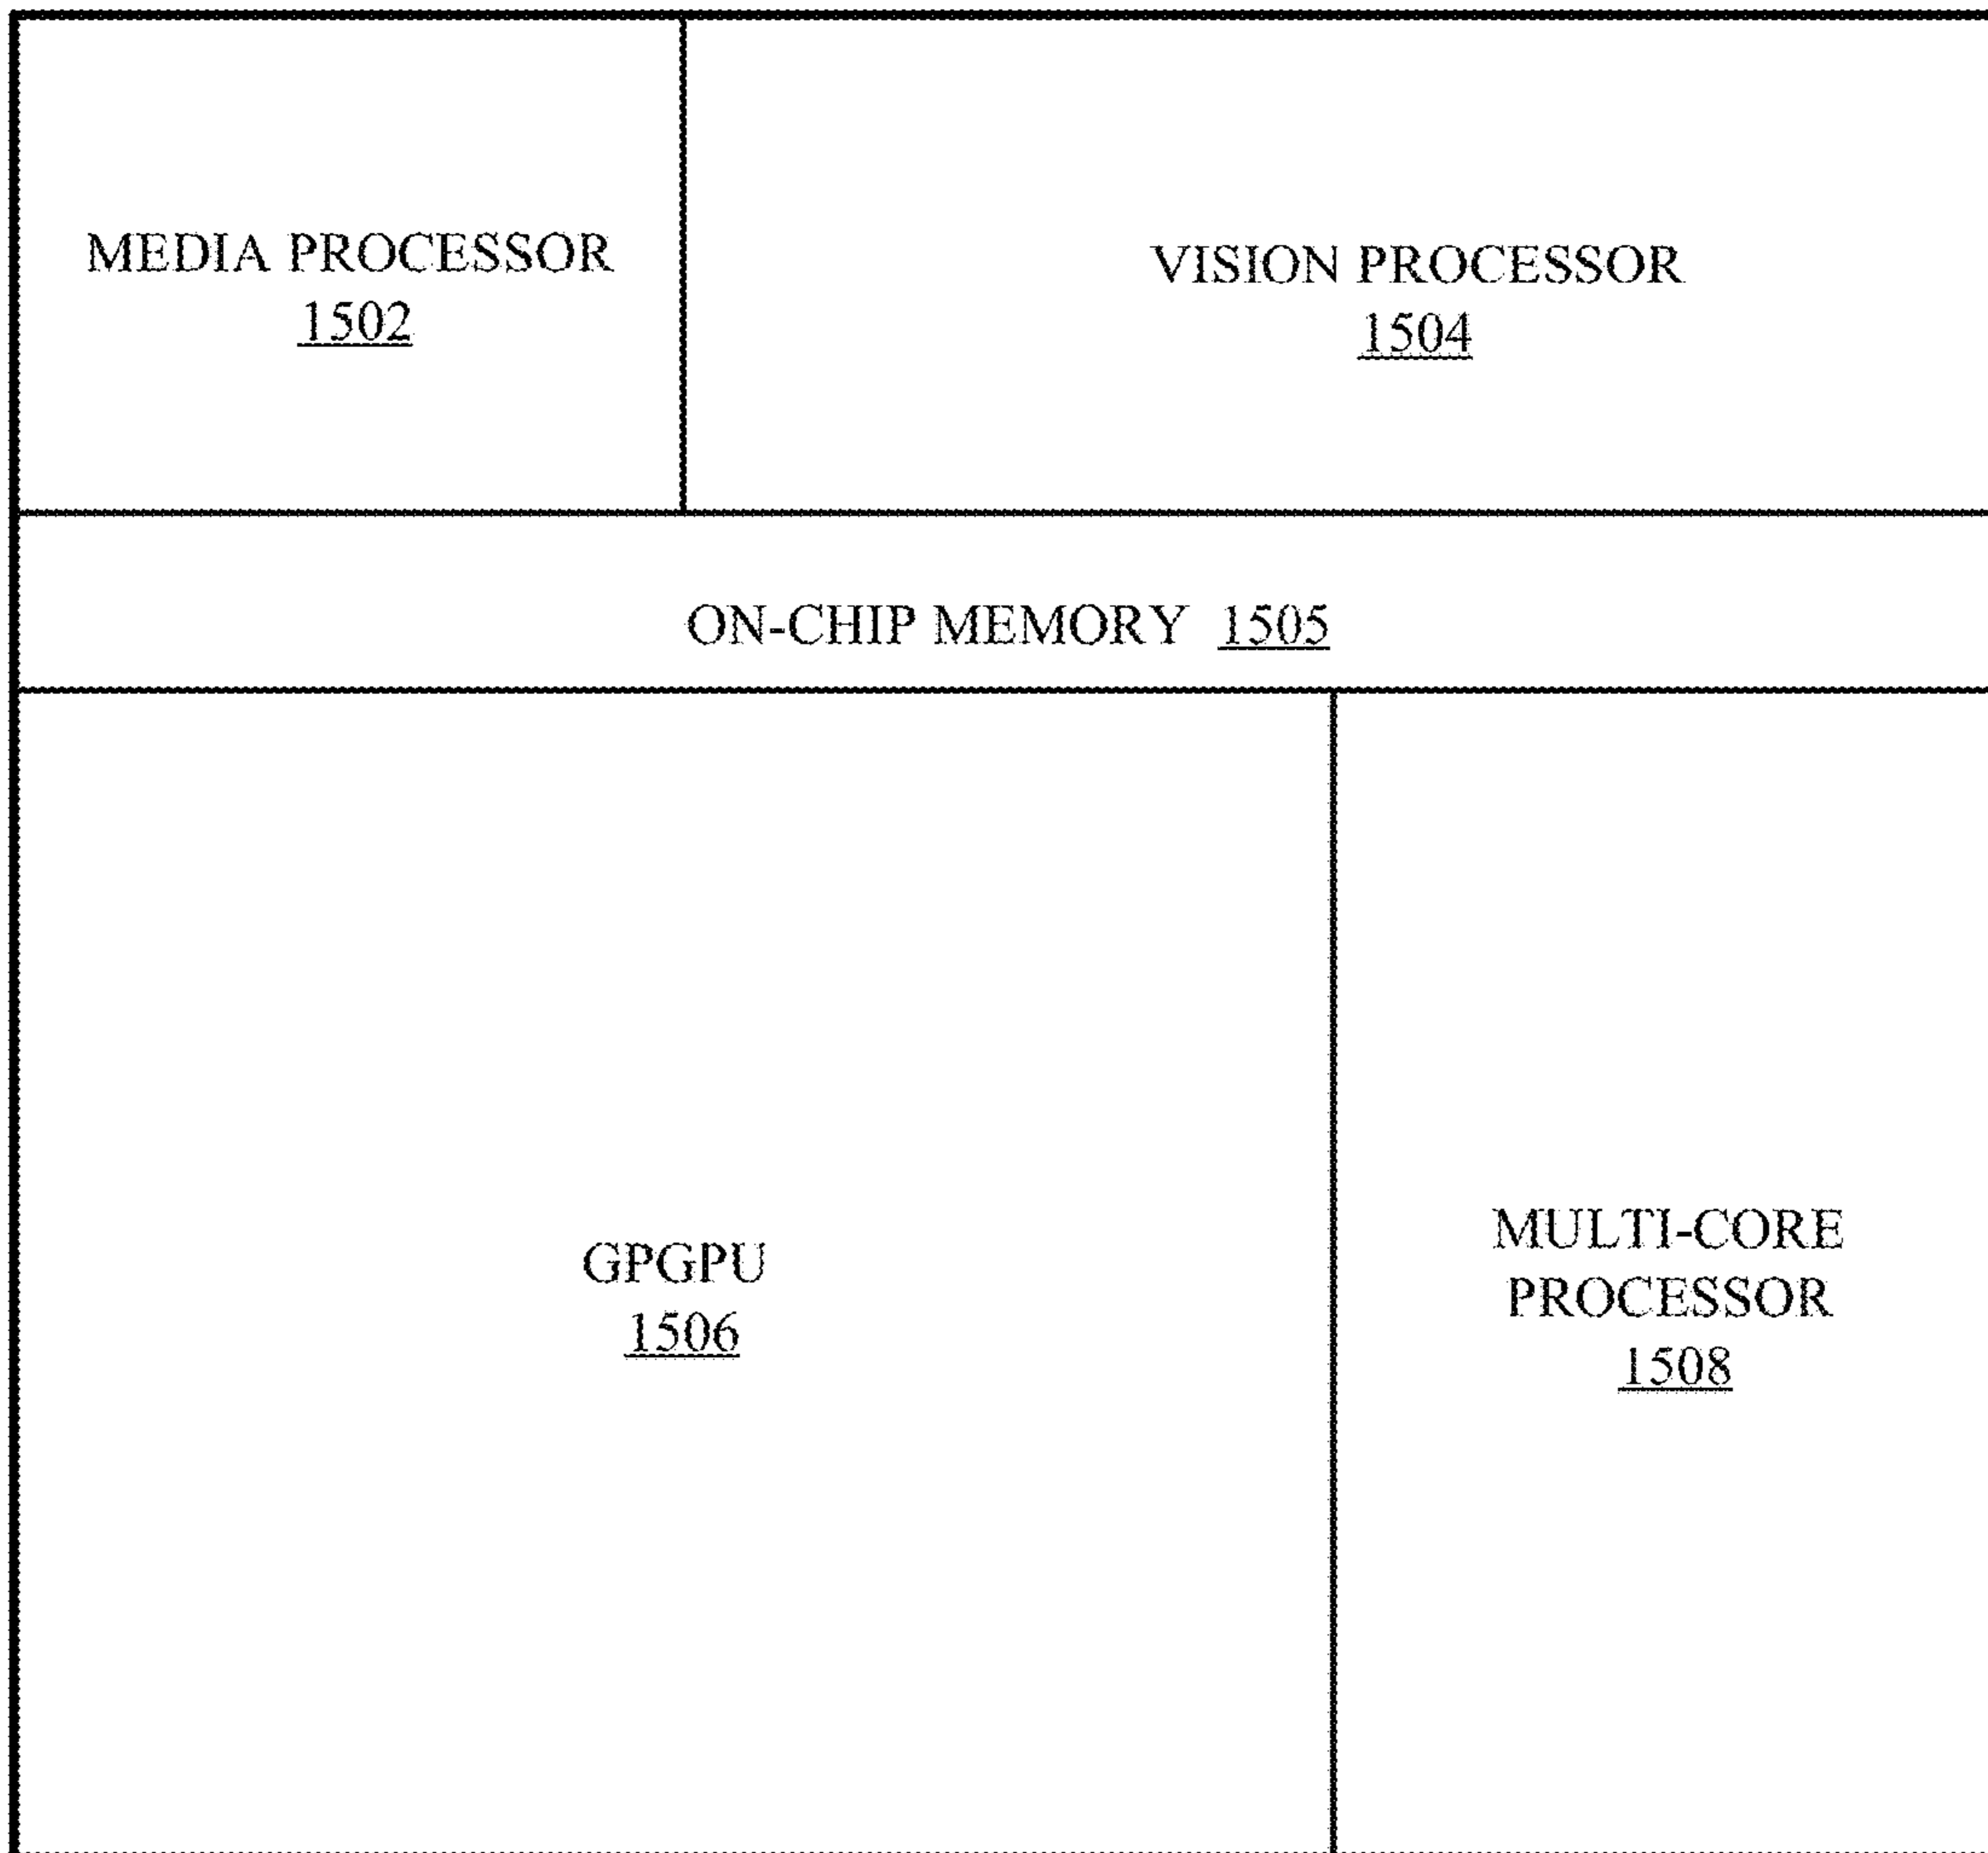 MEDIA PROCESSOR
1502
VISION PROCESSOR
1504
ON-CHIP MEMORY 1505
GPGPU
1506
MULTI-CORE
PROCESSOR
1508